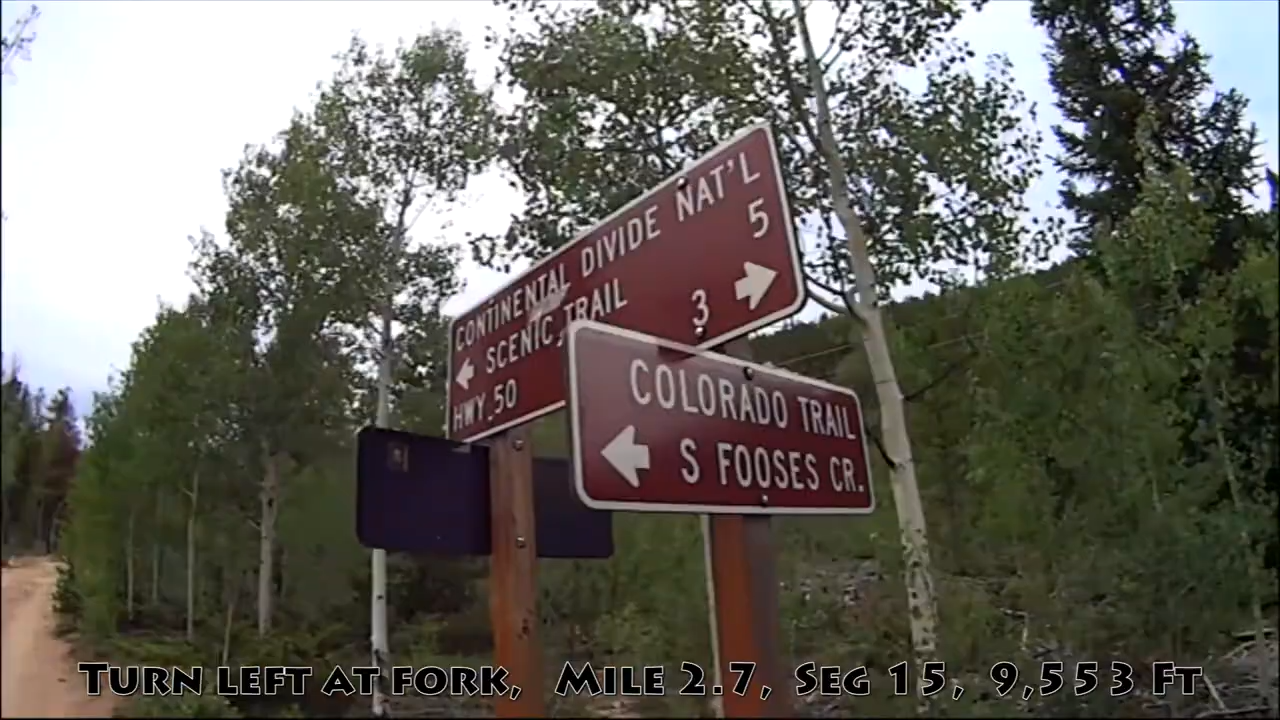 CONTINENTAL DIVIDE NAT'L
SCENIC TRAIL 5
HWY 50 3
COLORADO TRAIL
S FOOSES CR.
TURN LEFT AT FORK, MILE 2.7, SEG 15, 9,553 FT